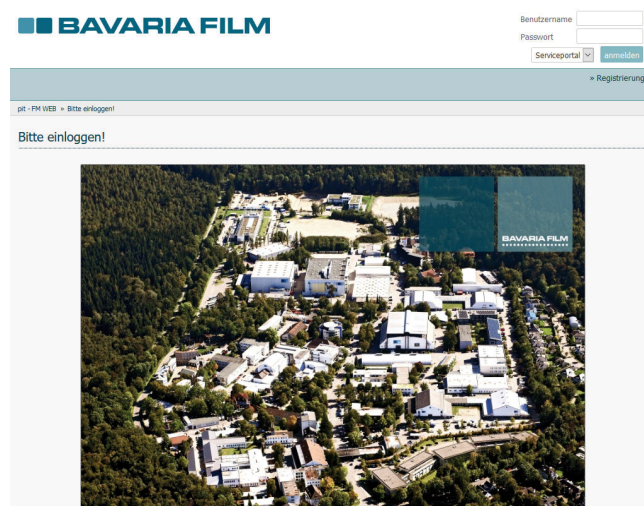 BAVARIA FILM
Benutzername
Passwort
Serviceportal anmelden
» Registrierung
pit - FM WEB » Bitte einloggen!
Bitte einloggen!
BAVARIA FILM